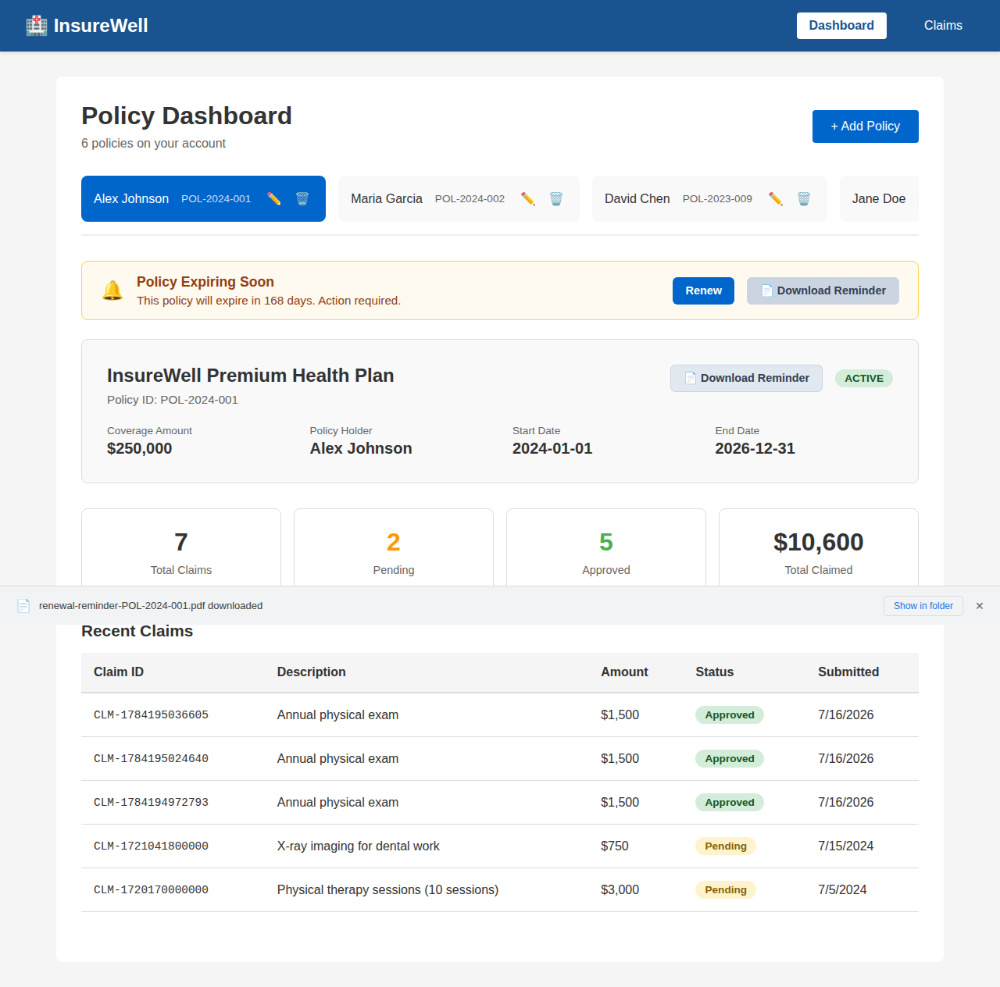 InsureWell
Dashboard
Claims
Policy Dashboard
6 policies on your account
+ Add Policy
Alex Johnson POL-2024-001
Maria Garcia POL-2024-002
David Chen POL-2023-009
Jane Doe
Policy Expiring Soon
This policy will expire in 168 days. Action required.
Renew
Download Reminder
InsureWell Premium Health Plan
Policy ID: POL-2024-001
Download Reminder
ACTIVE
Coverage Amount
$250,000
Policy Holder
Alex Johnson
Start Date
2024-01-01
End Date
2026-12-31
7
Total Claims
2
Pending
5
Approved
$10,600
Total Claimed
renewal-reminder-POL-2024-001.pdf downloaded
Show in folder
Recent Claims
Claim ID Description Amount Status Submitted
CLM-1784195036605 Annual physical exam $1,500 Approved 7/16/2026
CLM-1784195024640 Annual physical exam $1,500 Approved 7/16/2026
CLM-1784194972793 Annual physical exam $1,500 Approved 7/16/2026
CLM-1721041800000 X-ray imaging for dental work $750 Pending 7/15/2024
CLM-1720170000000 Physical therapy sessions (10 sessions) $3,000 Pending 7/5/2024